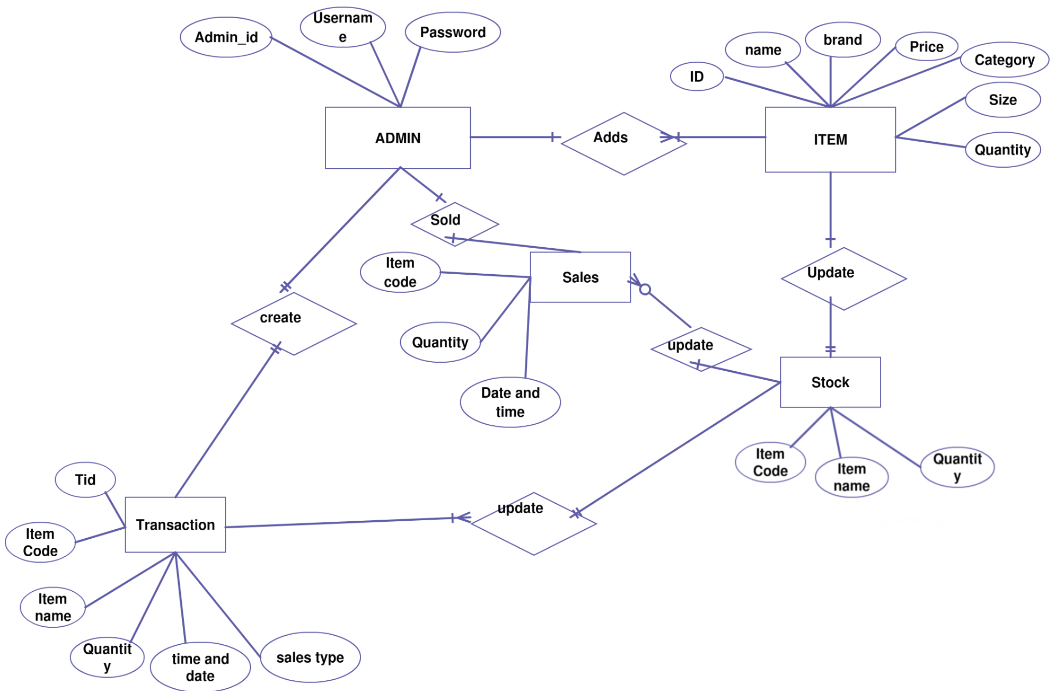 Admin_id
Usernam
e
Password
name
brand
Price
Category
ID
Size
ADMIN
Adds
ITEM
Quantity
Sold
Item
code
Sales
Update
create
Quantity
update
Stock
Date and
time
Item
Code
Item
name
Quantit
y
Tid
update
Transaction
Item
Code
Item
name
Quantit
y
time and
date
sales type